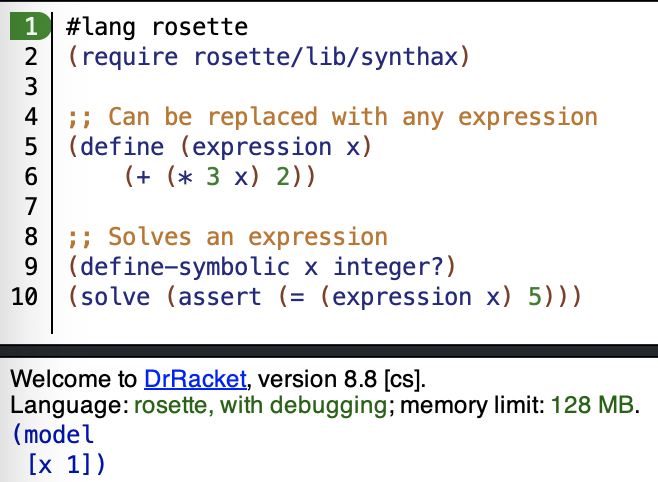 1 #lang rosette
2 (require rosette/lib/synthax)
3
4 ;; Can be replaced with any expression
5 (define (expression x)
6     (+ (* 3 x) 2))
7
8 ;; Solves an expression
9 (define-symbolic x integer?)
10 (solve (assert (= (expression x) 5)))
Welcome to DrRacket, version 8.8 [cs].
Language: rosette, with debugging; memory limit: 128 MB.
(model
 [x 1])